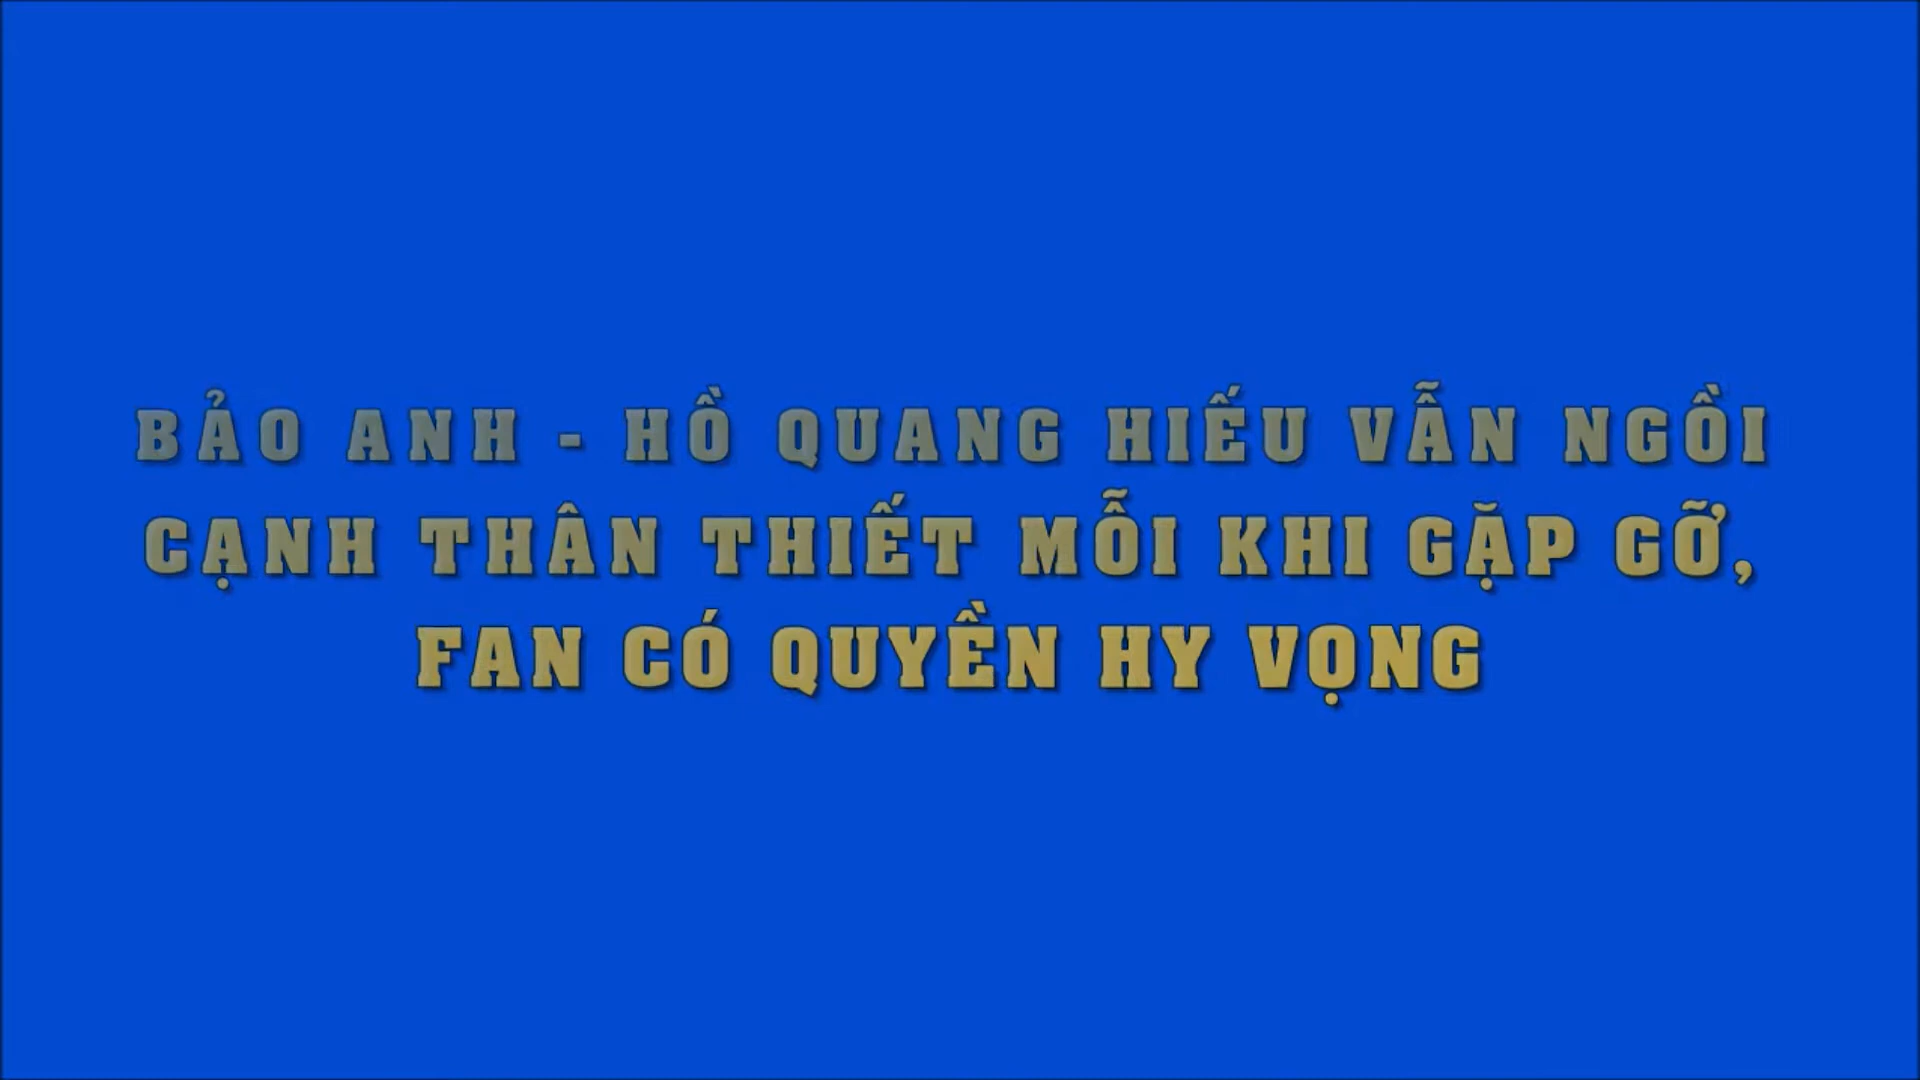 BẢO ANH - HỒ QUANG HIẾU VẪN NGỒI
CẠNH THÂN THIẾT MỖI KHI GẶP GỠ,
FAN CÓ QUYỀN HY VỌNG